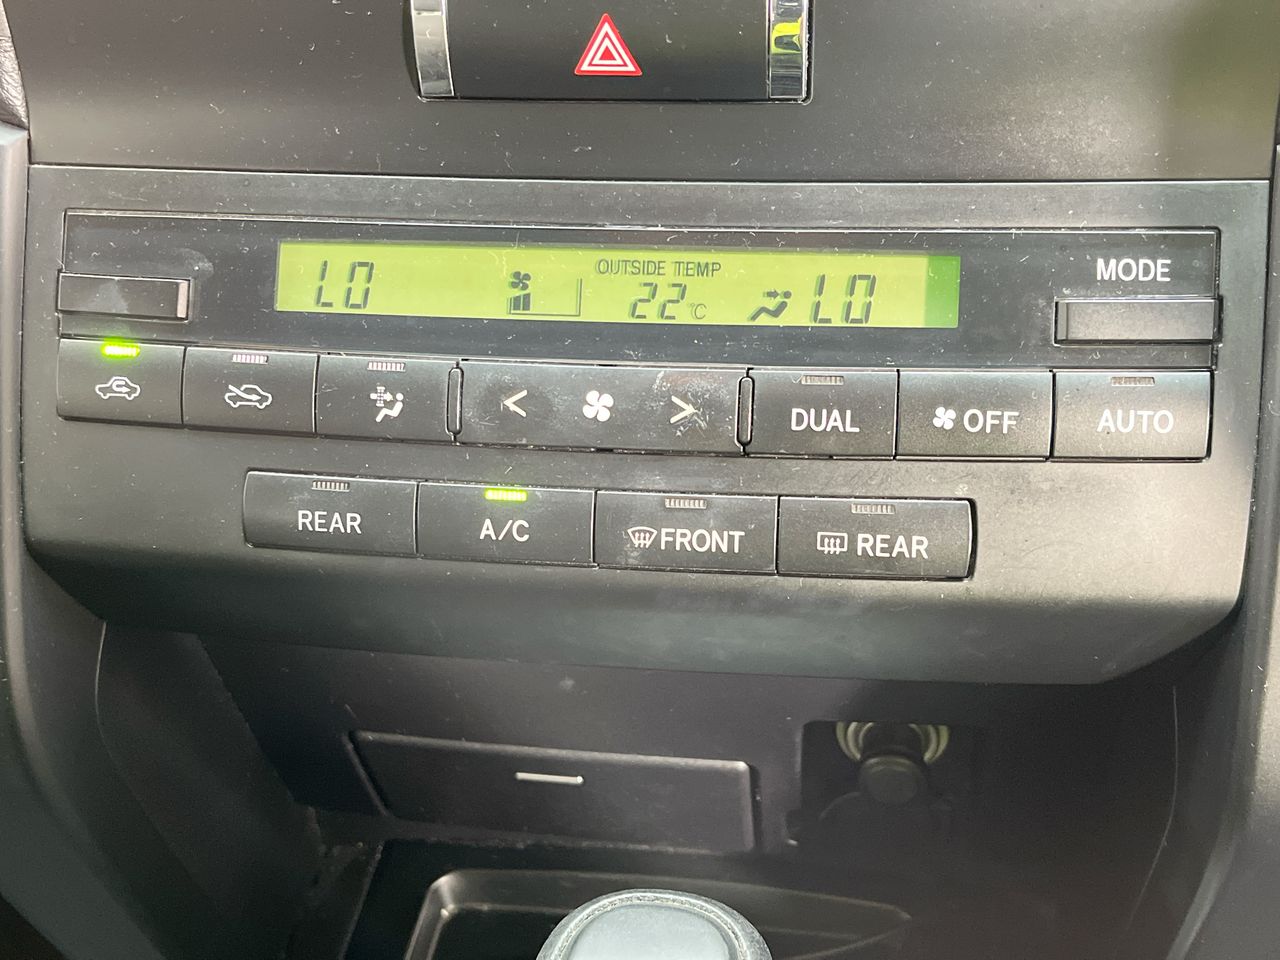 LO OUTSIDE TEMP 22°C LO
MODE
< >
DUAL
OFF
AUTO
REAR
A/C
FRONT
REAR